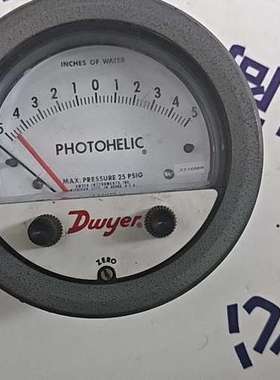 INCHES OF WATER
5 4 3 2 1 0 1 2 3 4 5
PHOTOHELIC®
MAX. PRESSURE 25 PSIG
Dwyer
ZERO